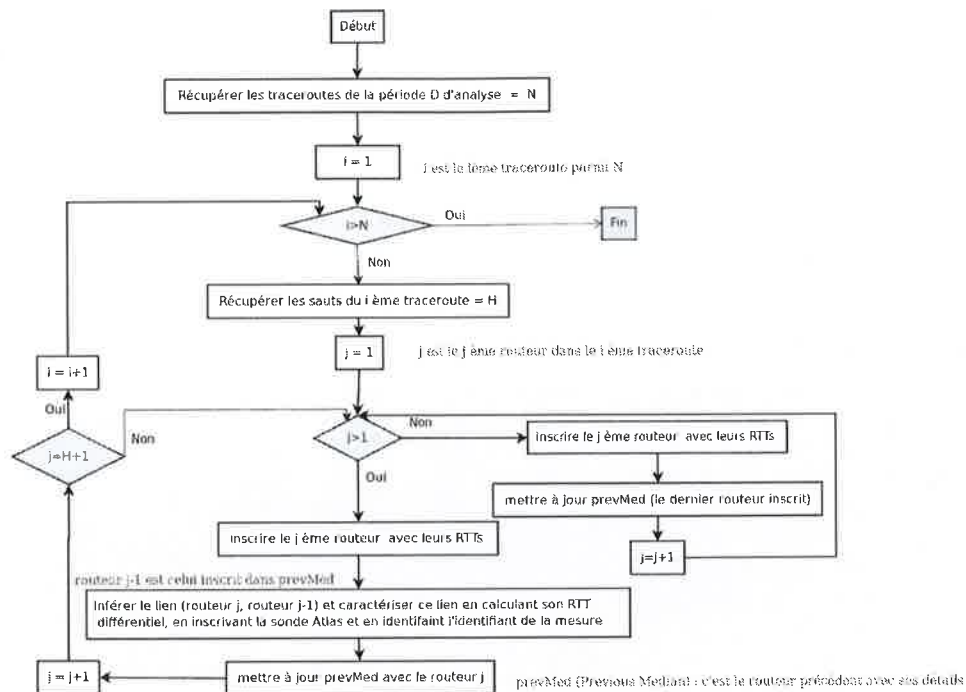 Début
Récupérer les traceroutes de la période D d'analyse = N
i = 1
i est le ième traceroute parmi N
i>N
Oui
Fin
Non
Récupérer les sauts du i ème traceroute = H
j = 1
j est le j ème routeur dans le i ème traceroute
i = i+1
Oui
j=H+1
Non
j>1
Non
inscrire le j ème routeur avec leurs RTTs
Oui
mettre à jour prevMed (le dernier routeur inscrit)
inscrire le j ème routeur avec leurs RTTs
j=j+1
routeur j-1 est celui inscrit dans prevMed
Inférer le lien (routeur j, routeur j-1) et caractériser ce lien en calculant son RTT
différentiel, en inscrivant la sonde Atlas et en identifaint l'identifiant de la mesure
j = j+1
mettre à jour prevMed avec le routeur j
prevMed (Previous Median) : c'est le routeur précédent avec ses détails